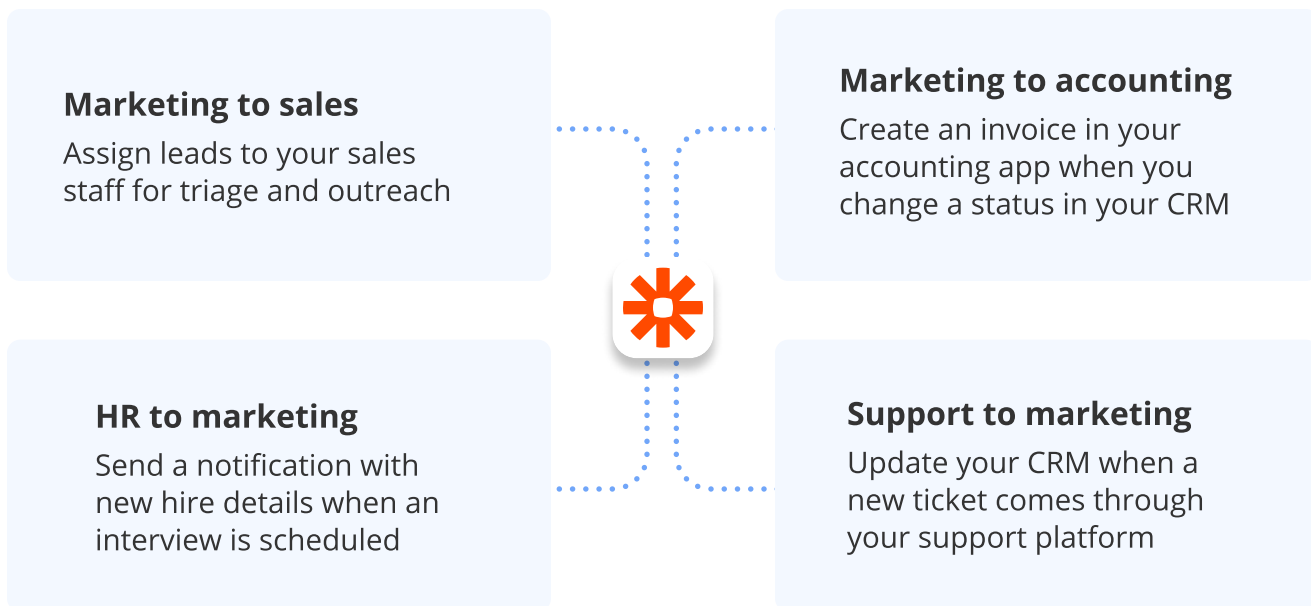 Marketing to sales
Assign leads to your sales
staff for triage and outreach
Marketing to accounting
Create an invoice in your
accounting app when you
change a status in your CRM
HR to marketing
Send a notification with
new hire details when an
interview is scheduled
Support to marketing
Update your CRM when a
new ticket comes through
your support platform